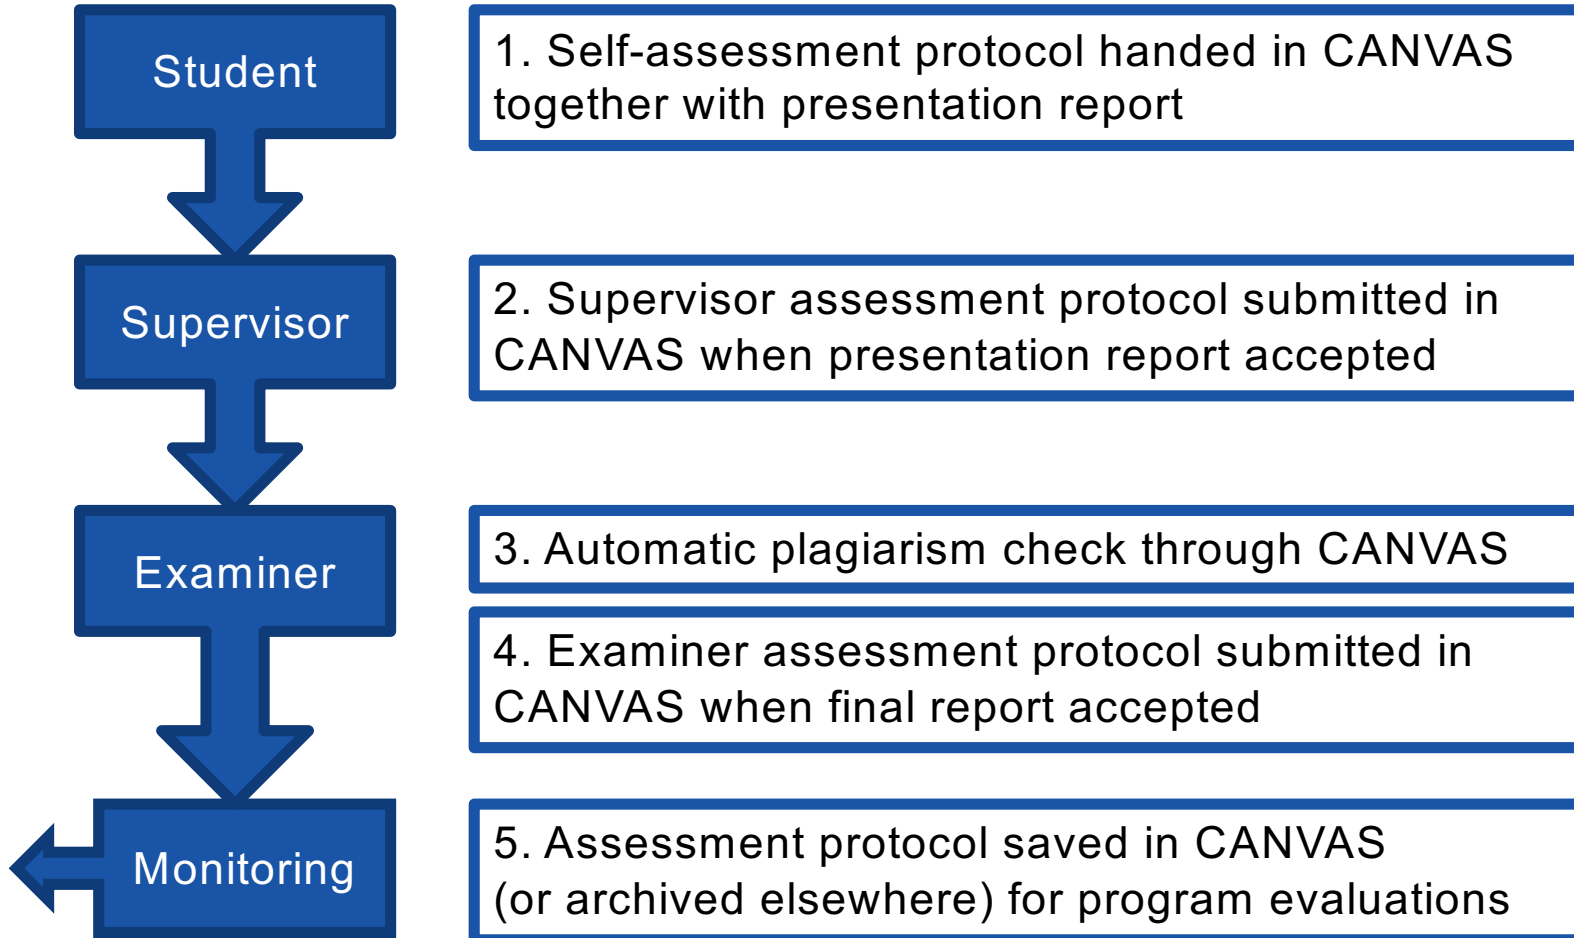 Student
1. Self-assessment protocol handed in CANVAS
together with presentation report
Supervisor
2. Supervisor assessment protocol submitted in
CANVAS when presentation report accepted
Examiner
3. Automatic plagiarism check through CANVAS
4. Examiner assessment protocol submitted in
CANVAS when final report accepted
Monitoring
5. Assessment protocol saved in CANVAS
(or archived elsewhere) for program evaluations